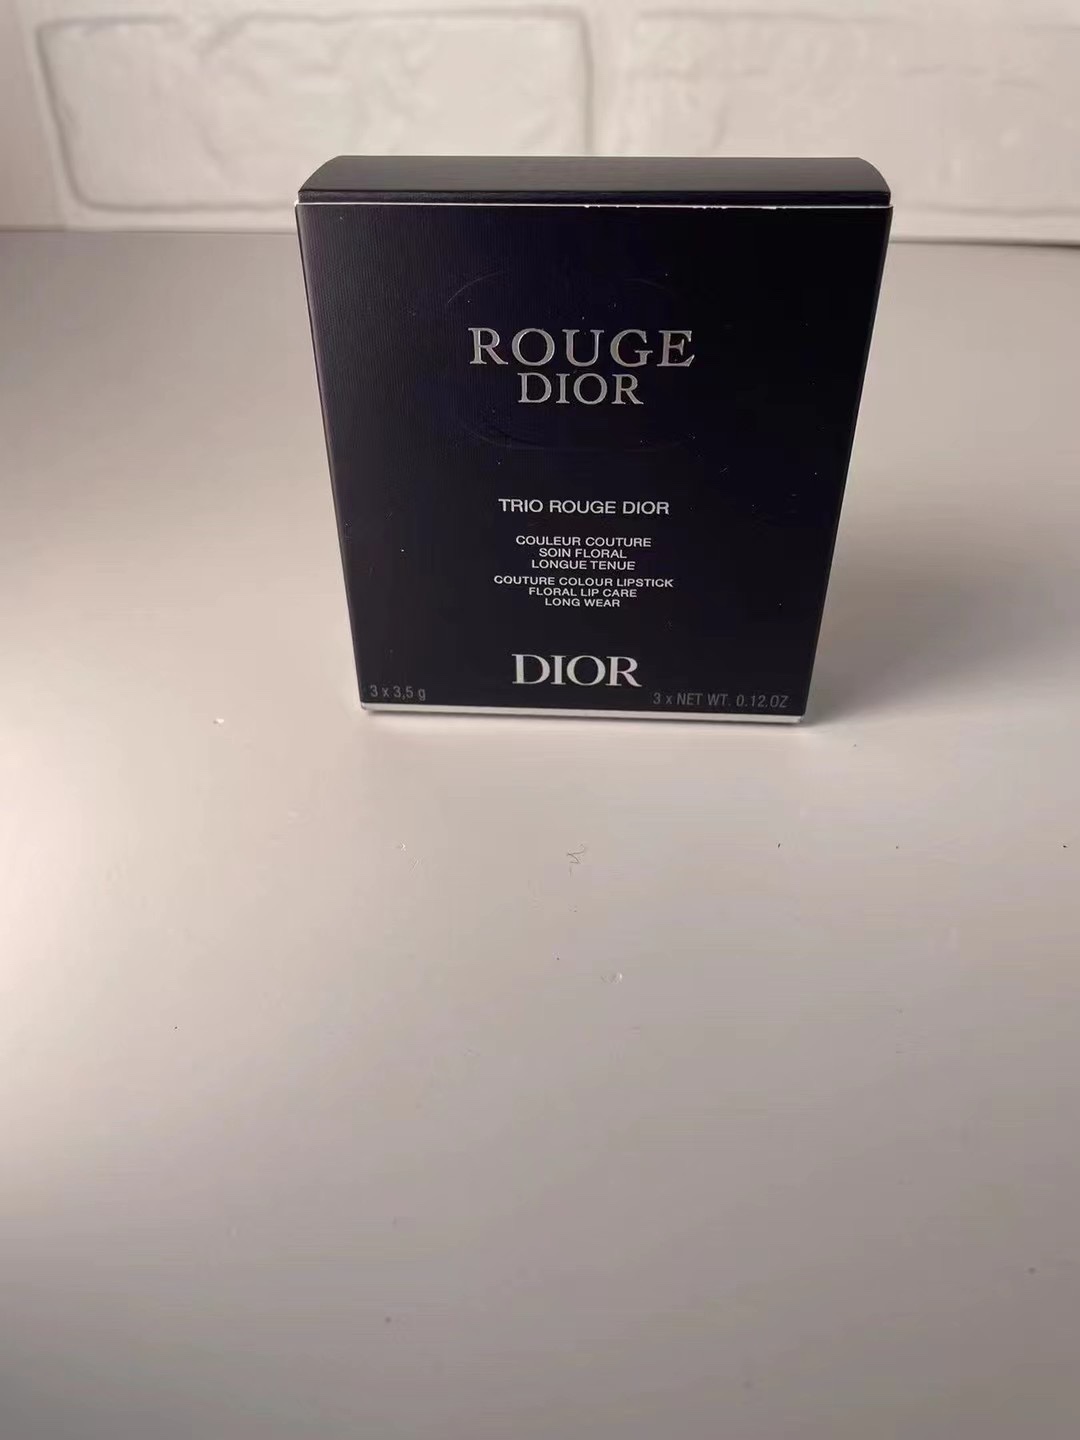 ROUGE
DIOR
TRIO ROUGE DIOR
COULEUR COUTURE
SOIN FLORAL
LONGUE TENUE
COUTURE COLOUR LIPSTICK
FLORAL LIP CARE
LONG WEAR
DIOR
3 x 3,5 g
3 x NET WT. 0.12.OZ